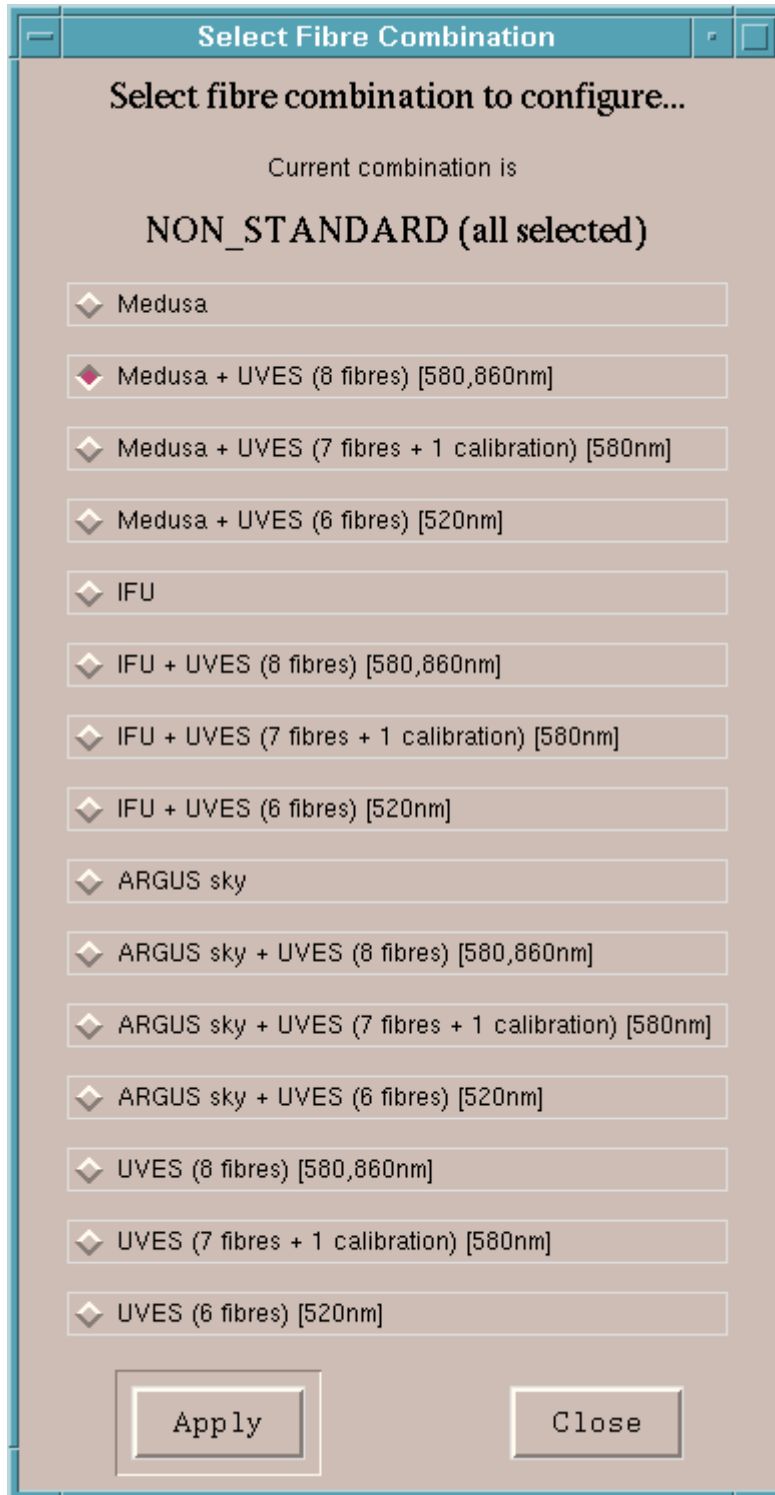 Select Fibre Combination
Select fibre combination to configure...
Current combination is
NON_STANDARD (all selected)
Medusa
Medusa + UVES (8 fibres) [580,860nm]
Medusa + UVES (7 fibres + 1 calibration) [580nm]
Medusa + UVES (6 fibres) [520nm]
IFU
IFU + UVES (8 fibres) [580,860nm]
IFU + UVES (7 fibres + 1 calibration) [580nm]
IFU + UVES (6 fibres) [520nm]
ARGUS sky
ARGUS sky + UVES (8 fibres) [580,860nm]
ARGUS sky + UVES (7 fibres + 1 calibration) [580nm]
ARGUS sky + UVES (6 fibres) [520nm]
UVES (8 fibres) [580,860nm]
UVES (7 fibres + 1 calibration) [580nm]
UVES (6 fibres) [520nm]
Apply Close